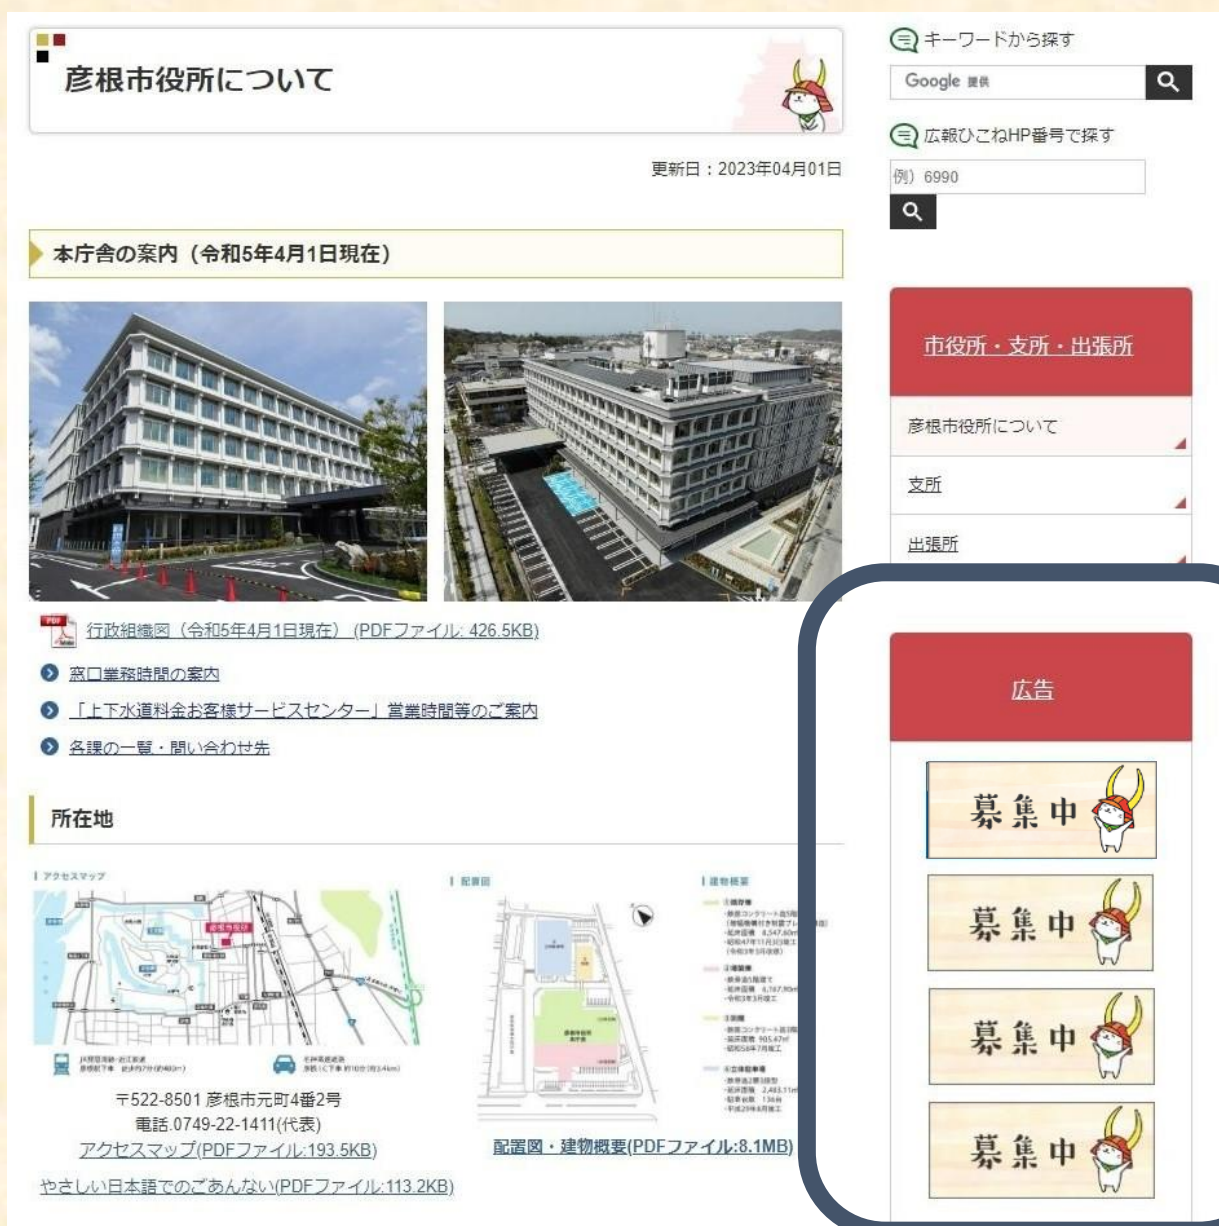 彦根市役所について
更新日：2023年04月01日
本庁舎の案内（令和5年4月1日現在）
行政組織図（令和5年4月1日現在） (PDFファイル: 426.5KB)
窓口業務時間の案内
「上下水道料金お客様サービスセンター」営業時間等のご案内
各課の一覧・問い合わせ先
所在地
アクセスマップ
彦根市役所
〒522-8501 彦根市元町4番2号
電話.0749-22-1411(代表)
アクセスマップ(PDFファイル:193.5KB)
やさしい日本語でのごあんない(PDFファイル:113.2KB)
配置図
建物概要
配置図・建物概要(PDFファイル:8.1MB)
キーワードから探す
Google 提供
広報ひこねHP番号で探す
例）6990
市役所・支所・出張所
彦根市役所について
支所
出張所
広告
募集中
募集中
募集中
募集中